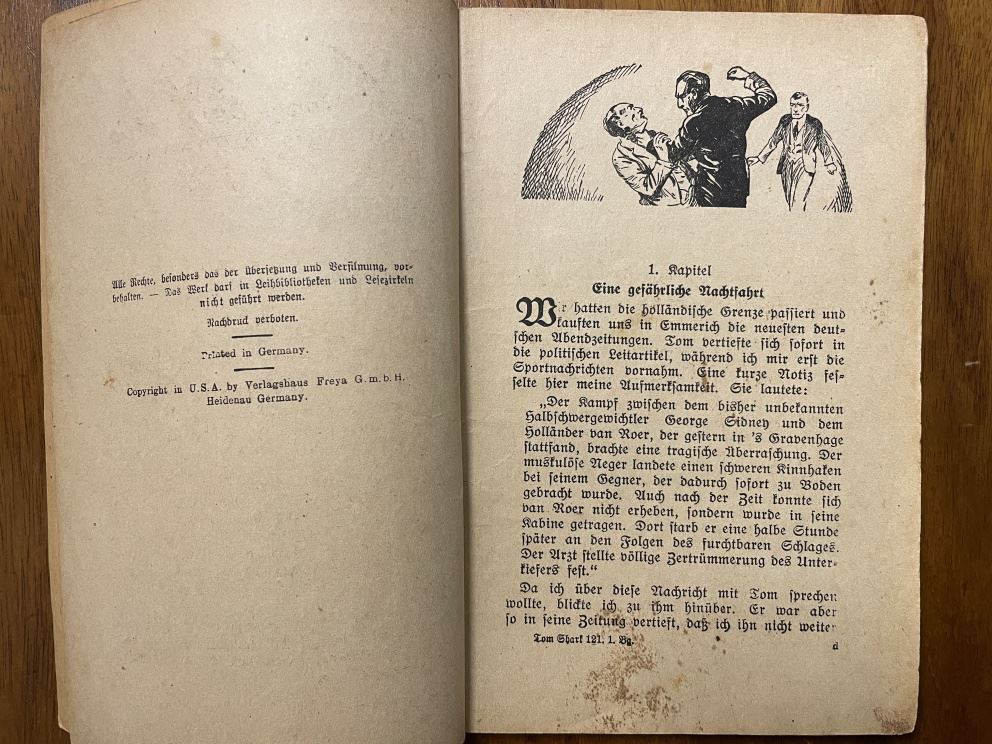 Alle Rechte, besonders das der Übersetzung und Verfilmung, vor-
behalten. — Das Werk darf in Leihbibliotheken und Lesezirkeln
nicht geführt werden.
Nachdruck verboten.
Printed in Germany.
Copyright in U.S.A. by Verlagshaus Freya G.m.b.H.
Heidenau Germany.
1. Kapitel
Eine gefährliche Nachtfahrt
Wir hatten die holländische Grenze passiert und
kauften uns in Emmerich die neuesten deut-
schen Abendzeitungen. Tom vertiefte sich sofort in
die politischen Leitartikel, während ich mir erst die
Sportnachrichten vornahm. Eine kurze Notiz fes-
selte hier meine Aufmerksamkeit. Sie lautete:
„Der Kampf zwischen dem bisher unbekannten
Halbschwergewichtler George Sidney und dem
Holländer van Roer, der gestern in 's Gravenhage
stattfand, brachte eine tragische Überraschung. Der
muskulöse Neger landete einen schweren Kinnhaken
bei seinem Gegner, der dadurch sofort zu Boden
gebracht wurde. Auch nach der Zeit konnte sich
van Roer nicht erheben, sondern wurde in seine
Kabine getragen. Dort starb er eine halbe Stunde
später an den Folgen des furchtbaren Schlages.
Der Arzt stellte völlige Zertrümmerung des Unter-
kiefers fest.“
Da ich über diese Nachricht mit Tom sprechen
wollte, blickte ich zu ihm hinüber. Er war aber
so in seine Zeitung vertieft, daß ich ihn nicht weiter
Tom Shark 121. 1. Bg. d